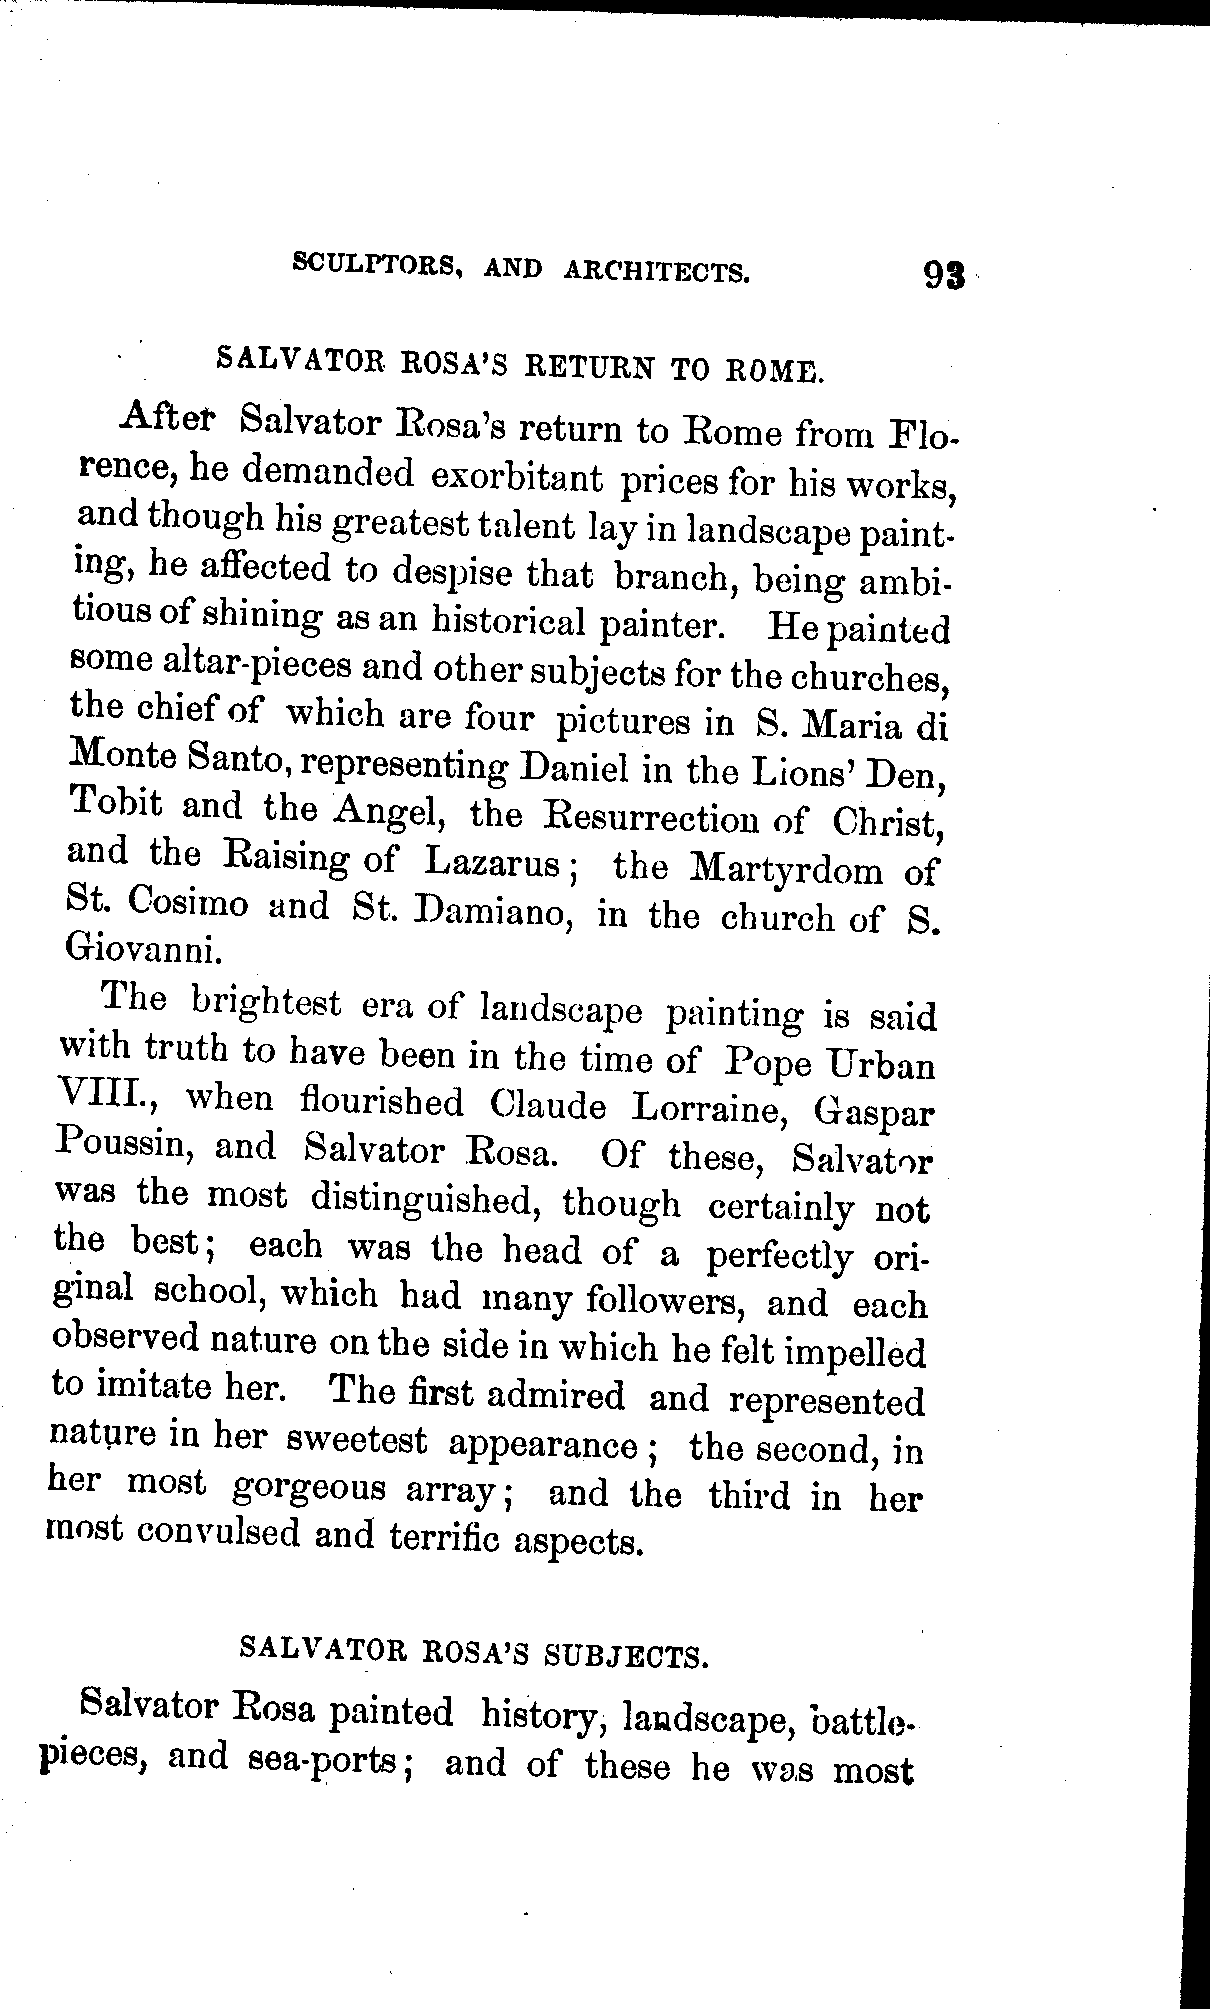 SCULPTORS, AND ARCHITECTS. 93
SALVATOR ROSA'S RETURN TO ROME.
After Salvator Rosa's return to Rome from Flo-
rence, he demanded exorbitant prices for his works,
and though his greatest talent lay in landscape paint-
ing, he affected to despise that branch, being ambi-
tious of shining as an historical painter. He painted
some altar-pieces and other subjects for the churches,
the chief of which are four pictures in S. Maria di
Monte Santo, representing Daniel in the Lions' Den,
Tobit and the Angel, the Resurrection of Christ,
and the Raising of Lazarus; the Martyrdom of
St. Cosimo and St. Damiano, in the church of S.
Giovanni.
The brightest era of landscape painting is said
with truth to have been in the time of Pope Urban
VIII., when flourished Claude Lorraine, Gaspar
Poussin, and Salvator Rosa. Of these, Salvator
was the most distinguished, though certainly not
the best; each was the head of a perfectly ori-
ginal school, which had many followers, and each
observed nature on the side in which he felt impelled
to imitate her. The first admired and represented
nature in her sweetest appearance; the second, in
her most gorgeous array; and the third in her
most convulsed and terrific aspects.
SALVATOR ROSA'S SUBJECTS.
Salvator Rosa painted history, landscape, battle-
pieces, and sea-ports; and of these he was most